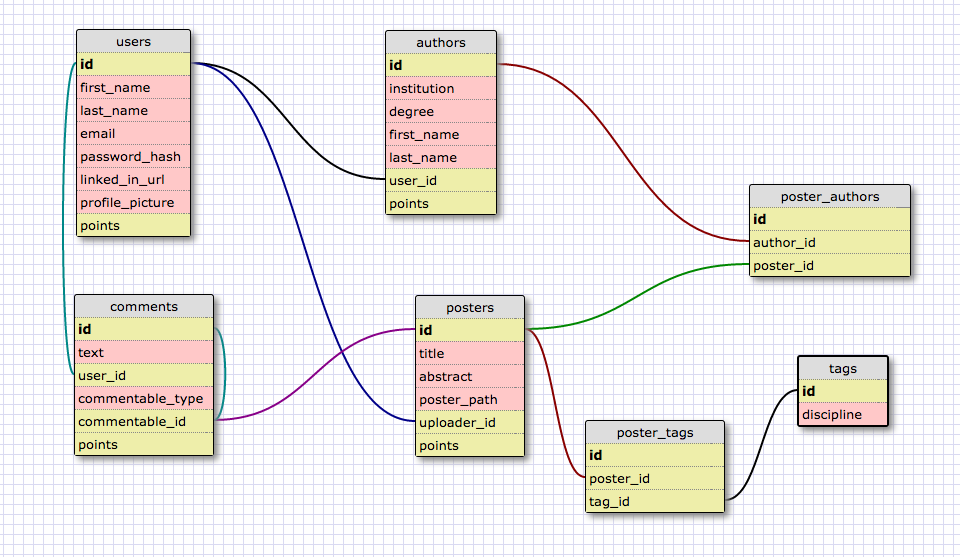 users
id
first_name
last_name
email
password_hash
linked_in_url
profile_picture
points
authors
id
institution
degree
first_name
last_name
user_id
points
poster_authors
id
author_id
poster_id
comments
id
text
user_id
commentable_type
commentable_id
points
posters
id
title
abstract
poster_path
uploader_id
points
poster_tags
id
poster_id
tag_id
tags
id
discipline